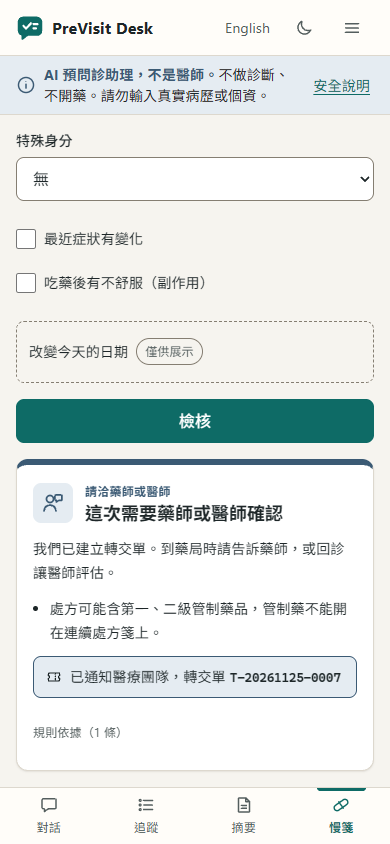 PreVisit Desk
English
AI 預問診助理，不是醫師。不做診斷、
不開藥。請勿輸入真實病歷或個資。
安全說明
特殊身分
無
最近症狀有變化
吃藥後有不舒服（副作用）
改變今天的日期
僅供展示
檢核
請洽藥師或醫師
這次需要藥師或醫師確認
我們已建立轉交單。到藥局時請告訴藥師，或回診
讓醫師評估。
處方可能含第一、二級管制藥品，管制藥不能開
在連續處方箋上。
已通知醫療團隊，轉交單 T-20261125-0007
規則依據（1 條）
對話
追蹤
摘要
慢箋